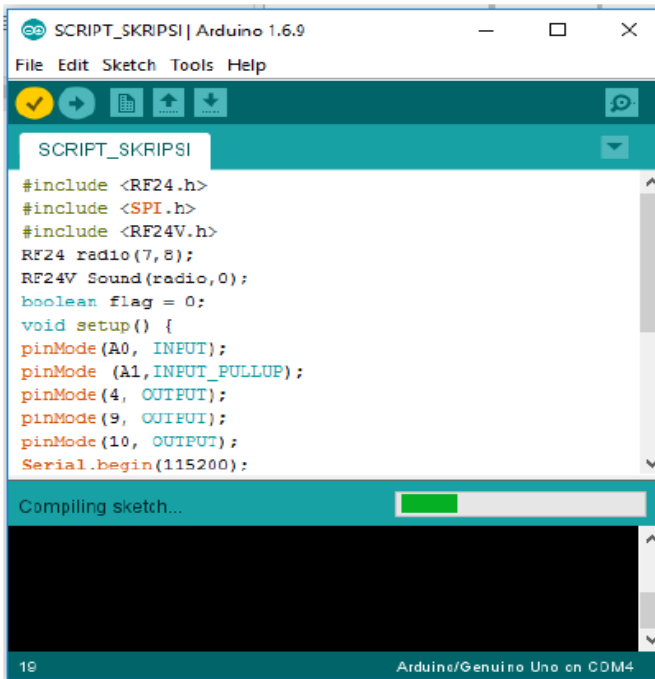 SCRIPT_SKRIPSI | Arduino 1.6.9
File Edit Sketch Tools Help
SCRIPT_SKRIPSI
#include <RF24.h>
#include <SPI.h>
#include <RF24V.h>
RF24 radio(7,8);
RF24V Sound(radio,0);
boolean flag = 0;
void setup() {
pinMode(A0, INPUT);
pinMode (A1,INPUT_PULLUP);
pinMode(4, OUTPUT);
pinMode(9, OUTPUT);
pinMode(10, OUTPUT);
Serial.begin(115200);
Compiling sketch...
19 Arduino/Genuino Uno on COM4